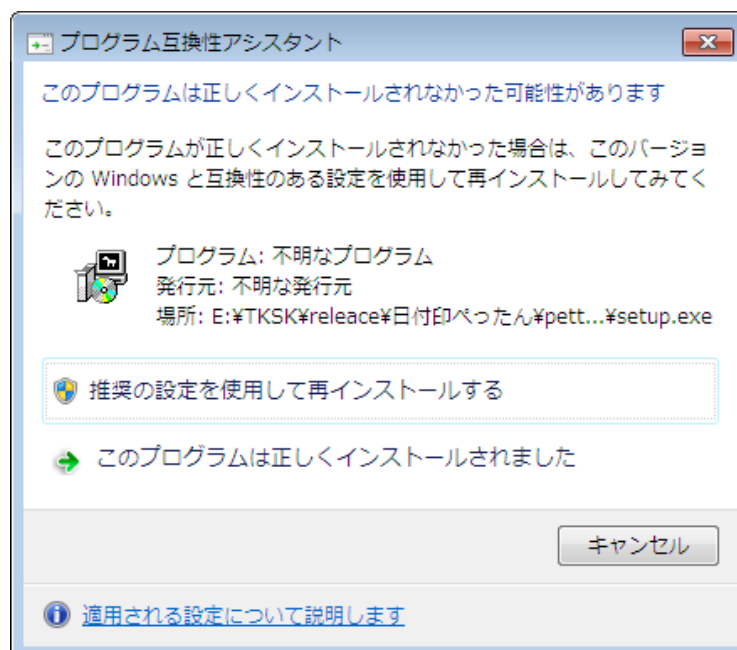 プログラム互換性アシスタント
このプログラムは正しくインストールされなかった可能性があります
このプログラムが正しくインストールされなかった場合は、このバージョ
ンの Windows と互換性のある設定を使用して再インストールしてみてく
ださい。
プログラム: 不明なプログラム
発行元: 不明な発行元
場所: E:¥TKSK¥releace¥日付印ぺったん¥pett...¥setup.exe
推奨の設定を使用して再インストールする
このプログラムは正しくインストールされました
キャンセル
適用される設定について説明します